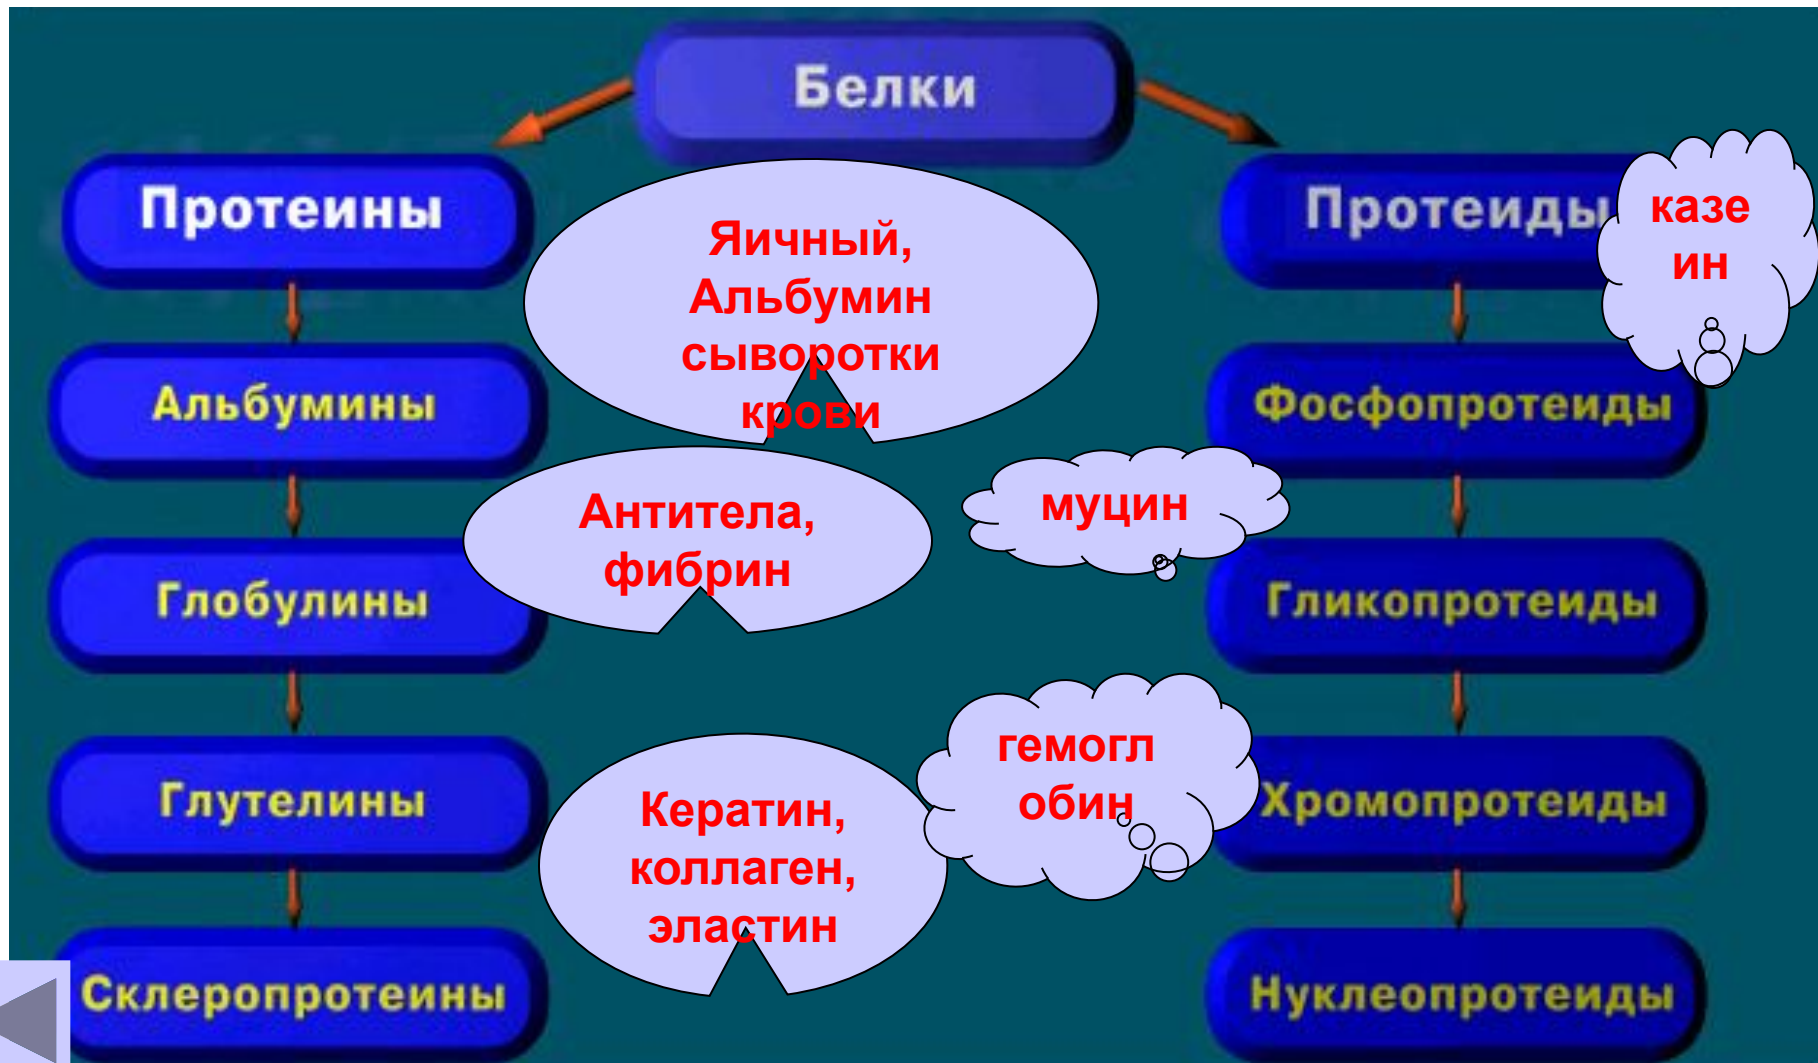 Белки
Протеины
Протеиды
казе
ин
Яичный,
Альбумин
сыворотки
крови
Альбумины
Фосфопротеиды
Антитела,
фибрин
муцин
Глобулины
Гликопротеиды
гемогл
обин
Глутелины
Хромопротеиды
Кератин,
коллаген,
эластин
Склеропротеины
Нуклеопротеиды